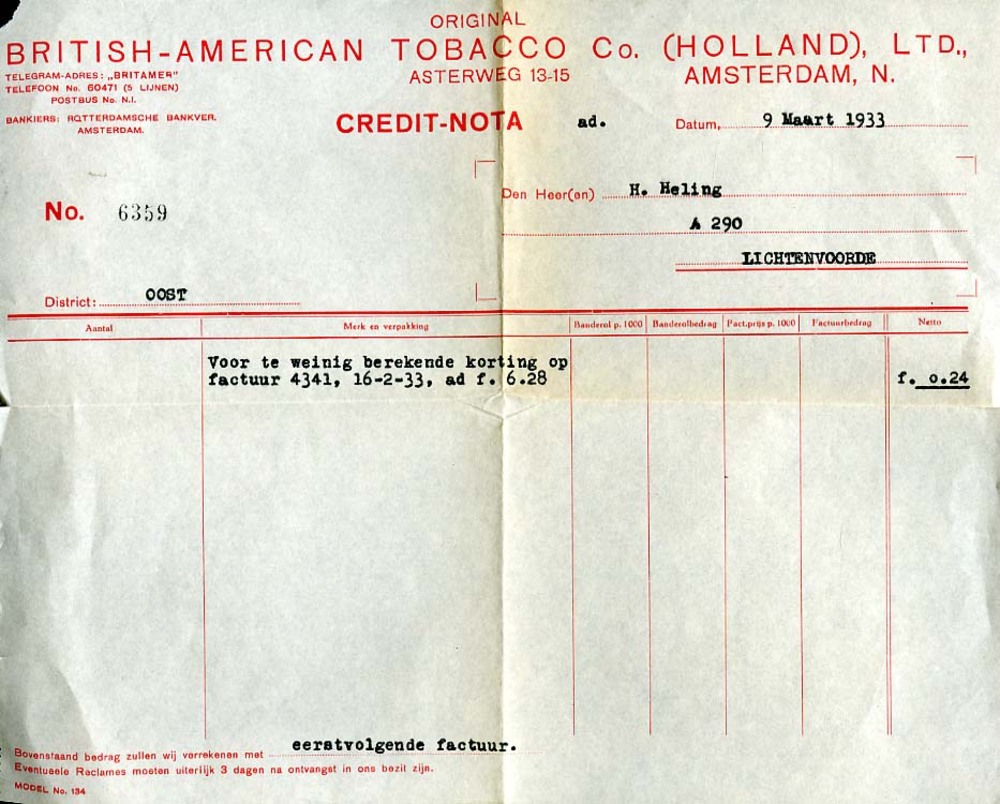 ORIGINAL
BRITISH-AMERICAN TOBACCO Co. (HOLLAND), LTD.,
TELEGRAM-ADRES: „BRITAMER" ASTERWEG 13-15 AMSTERDAM, N.
TELEFOON No. 60471 (5 LIJNEN)
POSTBUS No. N.I.
BANKIERS: ROTTERDAMSCHE BANKVER.
AMSTERDAM.
CREDIT-NOTA ad. Datum, 9 Maart 1933
Den Heer(en) H. Heling
No. 6359
A 290
LICHTENVOORDE
District: OOST
Aantal Merk en verpakking Banderol p. 1000 Banderolbedrag Fact.prijs p. 1000 Factuurbedrag Netto
Voor te weinig berekende korting op
factuur 4341, 16-2-33, ad f. 6.28 f. 0.24
Bovenstaand bedrag zullen wij verrekenen met eerstvolgende factuur.
Eventueele Reclames moeten uiterlijk 3 dagen na ontvangst in ons bezit zijn.
MODEL No. 134